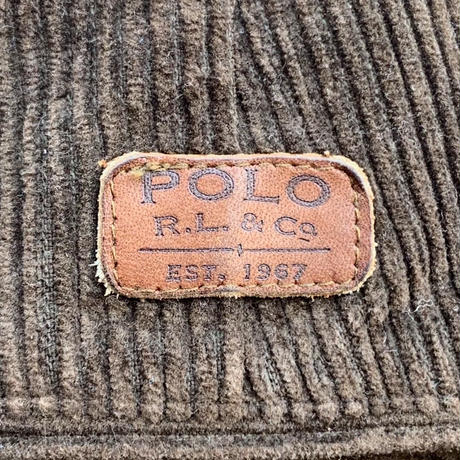 POLO
R.L. & Co.
EST. 1967